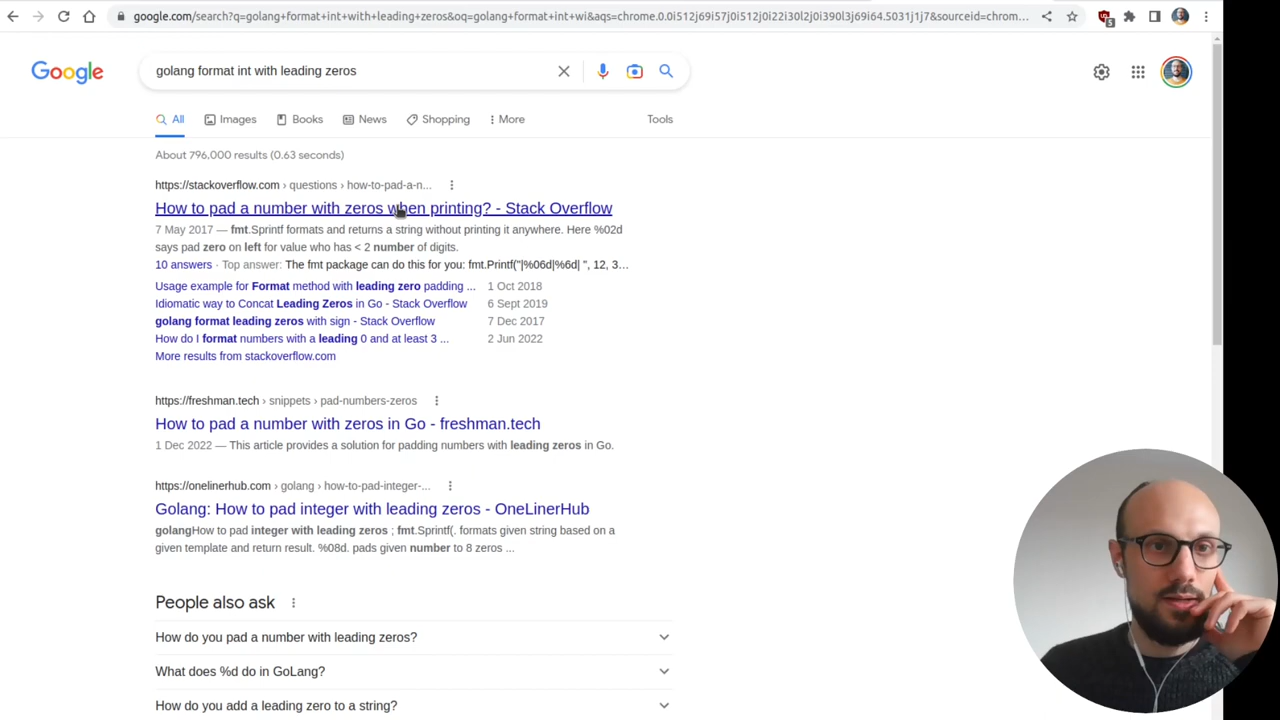 google.com/search?q=golang+format+int+with+leading+zeros&oq=golang+format+int+wi&aqs=chrome.0.0i512j69i57j0i512j0i22i30l2j0i390l3j69i64.5031j1j7&sourceid=chrom...
5
Google
golang format int with leading zeros
All
Images
Books
News
Shopping
More
Tools
About 796,000 results (0.63 seconds)
https://stackoverflow.com › questions › how-to-pad-a-n...
How to pad a number with zeros when printing? - Stack Overflow
7 May 2017 — fmt.Sprintf formats and returns a string without printing it anywhere. Here %02d
says pad zero on left for value who has < 2 number of digits.
10 answers · Top answer: The fmt package can do this for you: fmt.Printf("|%06d|%6d| ", 12, 3...
Usage example for Format method with leading zero padding ... 1 Oct 2018
Idiomatic way to Concat Leading Zeros in Go - Stack Overflow 6 Sept 2019
golang format leading zeros with sign - Stack Overflow 7 Dec 2017
How do I format numbers with a leading 0 and at least 3 ... 2 Jun 2022
More results from stackoverflow.com
https://freshman.tech › snippets › pad-numbers-zeros
How to pad a number with zeros in Go - freshman.tech
1 Dec 2022 — This article provides a solution for padding numbers with leading zeros in Go.
https://onelinerhub.com › golang › how-to-pad-integer-...
Golang: How to pad integer with leading zeros - OneLinerHub
golangHow to pad integer with leading zeros ; fmt.Sprintf(. formats given string based on a
given template and return result. %08d. pads given number to 8 zeros ...
People also ask
How do you pad a number with leading zeros?
What does %d do in GoLang?
How do you add a leading zero to a string?